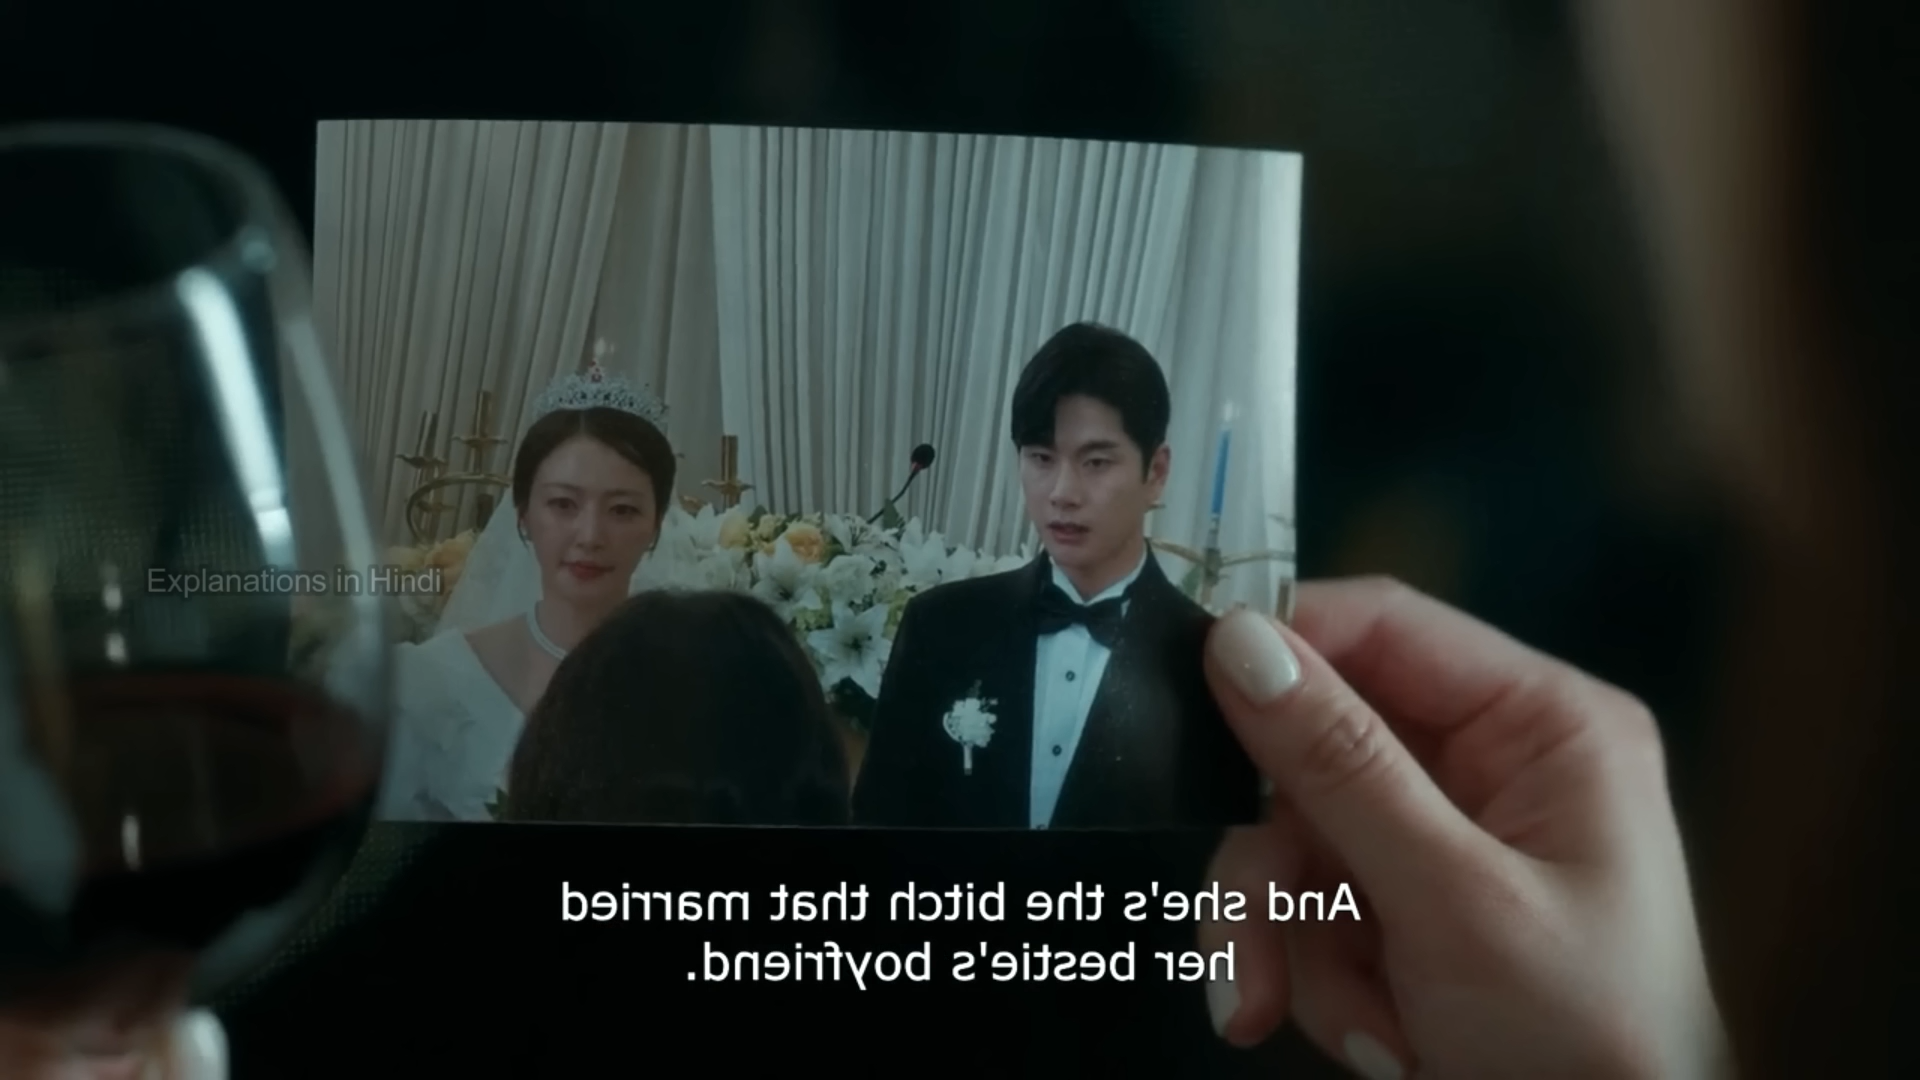 Explanations in Hindi
And she's the bitch that married
her bestie's boyfriend.